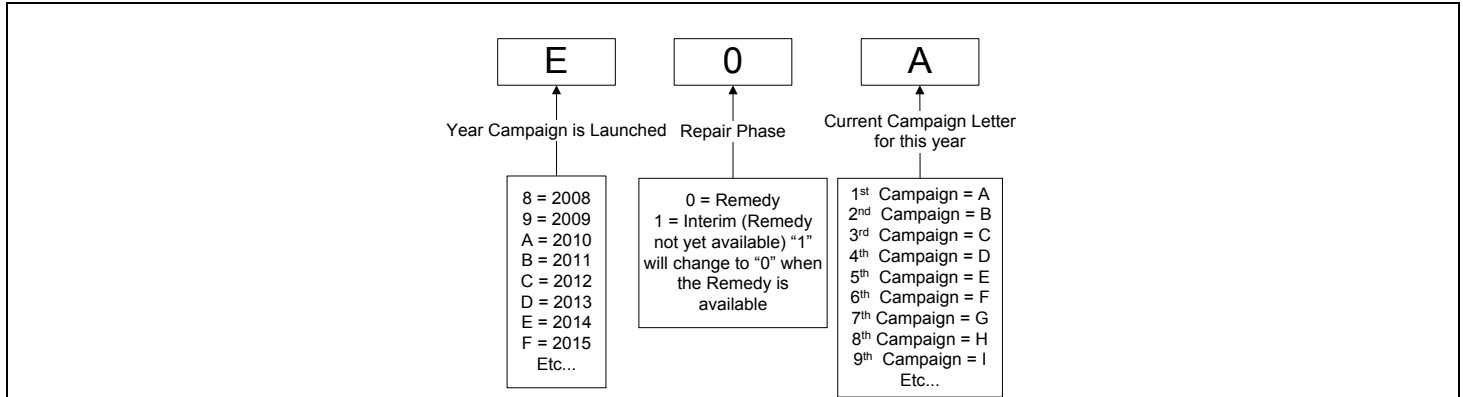 E
0
A
Year Campaign is Launched
Repair Phase
Current Campaign Letter
for this year
8 = 2008
9 = 2009
A = 2010
B = 2011
C = 2012
D = 2013
E = 2014
F = 2015
Etc...
0 = Remedy
1 = Interim (Remedy
not yet available) “1”
will change to “0” when
the Remedy is
available
1st Campaign = A
2nd Campaign = B
3rd Campaign = C
4th Campaign = D
5th Campaign = E
6th Campaign = F
7th Campaign = G
8th Campaign = H
9th Campaign = I
Etc...